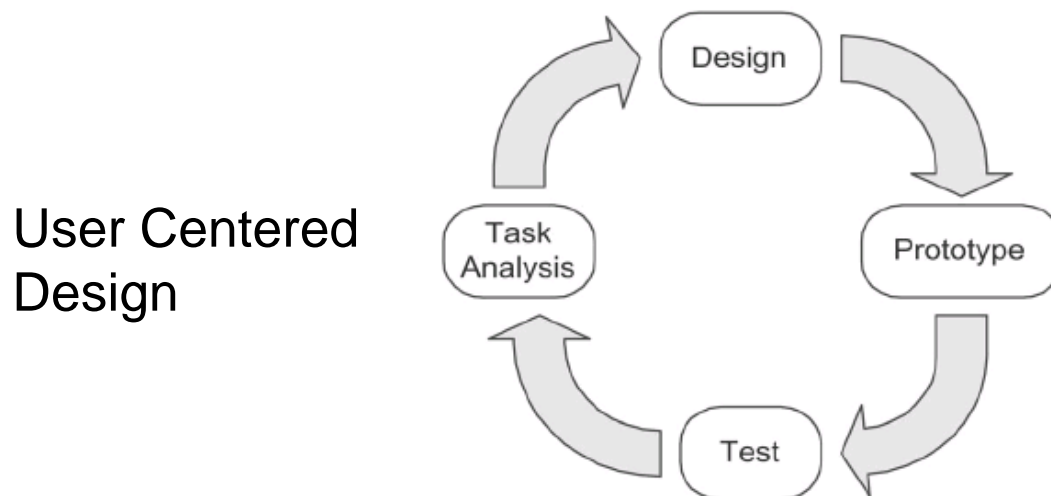 User Centered
Design
Design
Task
Analysis
Prototype
Test